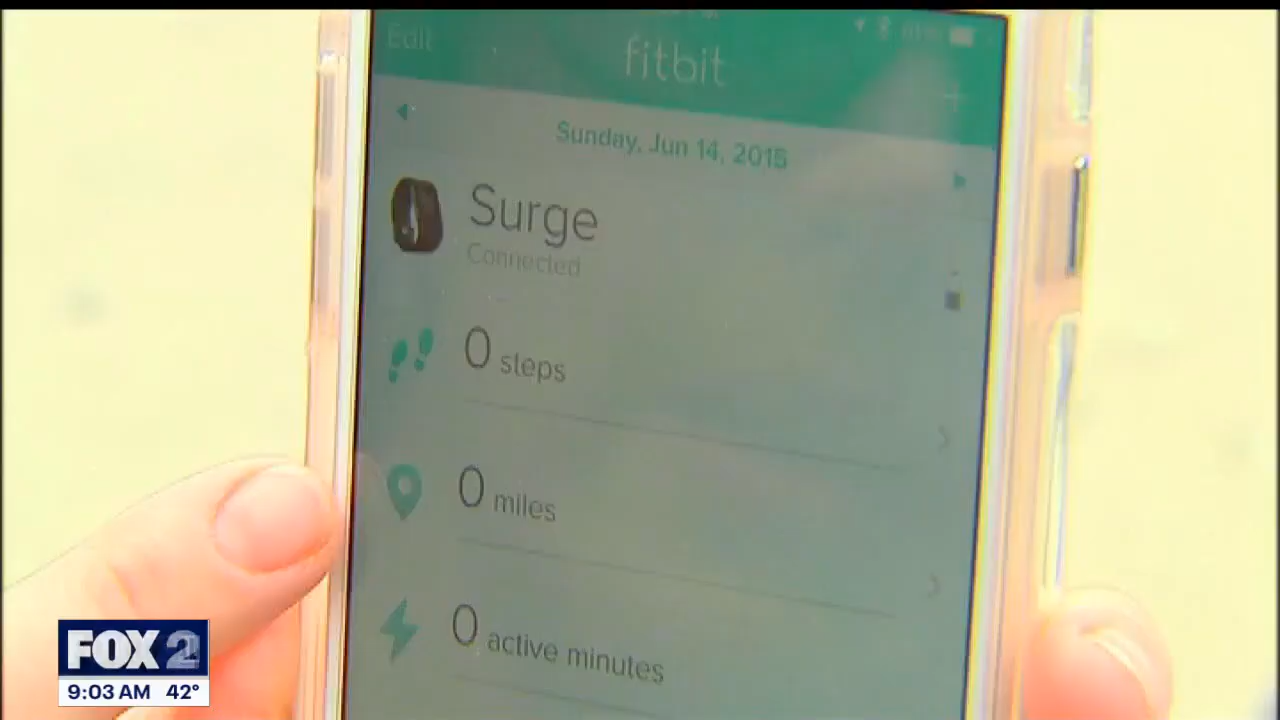 Edit
fitbit
+
Sunday, Jun 14, 2015
Surge
Connected
0 steps
0 miles
0 active minutes
FOX 2
9:03 AM 42°